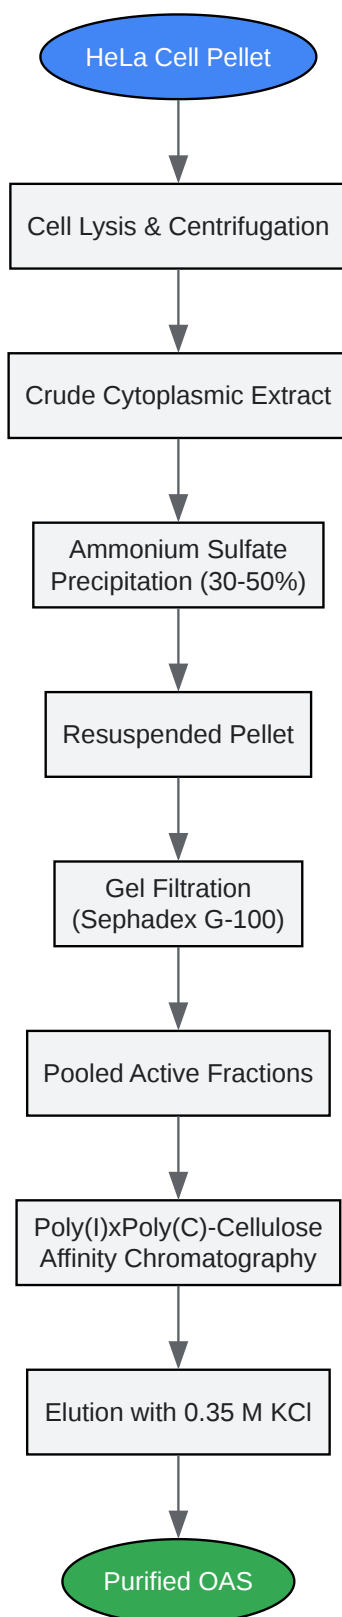 HeLa Cell Pellet
Cell Lysis & Centrifugation
Crude Cytoplasmic Extract
Ammonium Sulfate
Precipitation (30-50%)
Resuspended Pellet
Gel Filtration
(Sephadex G-100)
Pooled Active Fractions
Poly(I)xPoly(C)-Cellulose
Affinity Chromatography
Elution with 0.35 M KCl
Purified OAS